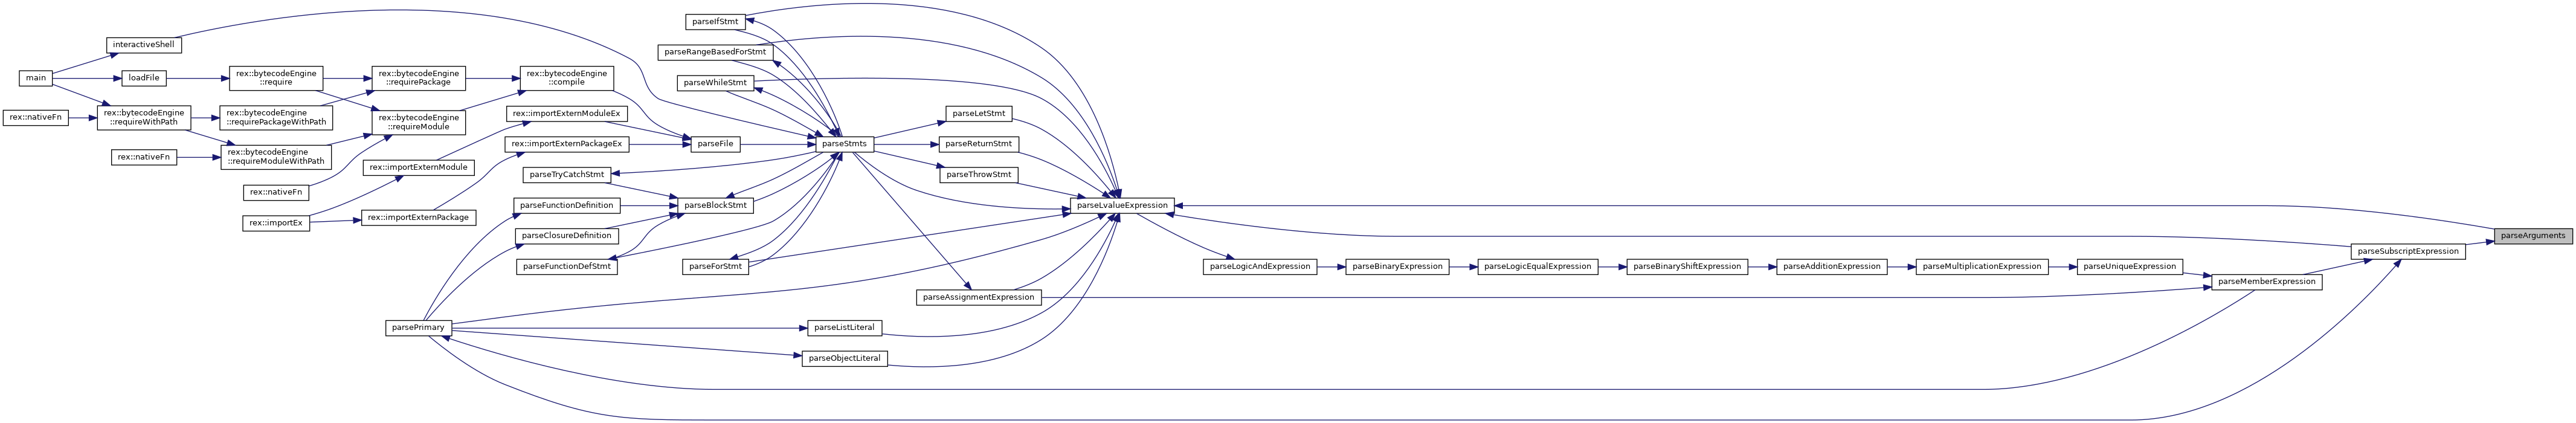 main
rex::nativeFn
interactiveShell
loadFile
rex::bytecodeEngine
::requireWithPath
rex::nativeFn
rex::bytecodeEngine
::require
rex::bytecodeEngine
::requirePackageWithPath
rex::bytecodeEngine
::requireModuleWithPath
rex::nativeFn
rex::importEx
rex::bytecodeEngine
::requirePackage
rex::bytecodeEngine
::requireModule
rex::importExternModule
rex::importExternPackage
parsePrimary
rex::bytecodeEngine
::compile
rex::importExternModuleEx
rex::importExternPackageEx
parseTryCatchStmt
parseFunctionDefinition
parseClosureDefinition
parseFunctionDefStmt
parseIfStmt
parseRangeBasedForStmt
parseWhileStmt
parseFile
parseBlockStmt
parseForStmt
parseStmts
parseListLiteral
parseObjectLiteral
parseLetStmt
parseReturnStmt
parseThrowStmt
parseAssignmentExpression
parseLvalueExpression
parseLogicAndExpression
parseBinaryExpression
parseLogicEqualExpression
parseBinaryShiftExpression
parseAdditionExpression
parseMultiplicationExpression
parseUniqueExpression
parseMemberExpression
parseSubscriptExpression
parseArguments